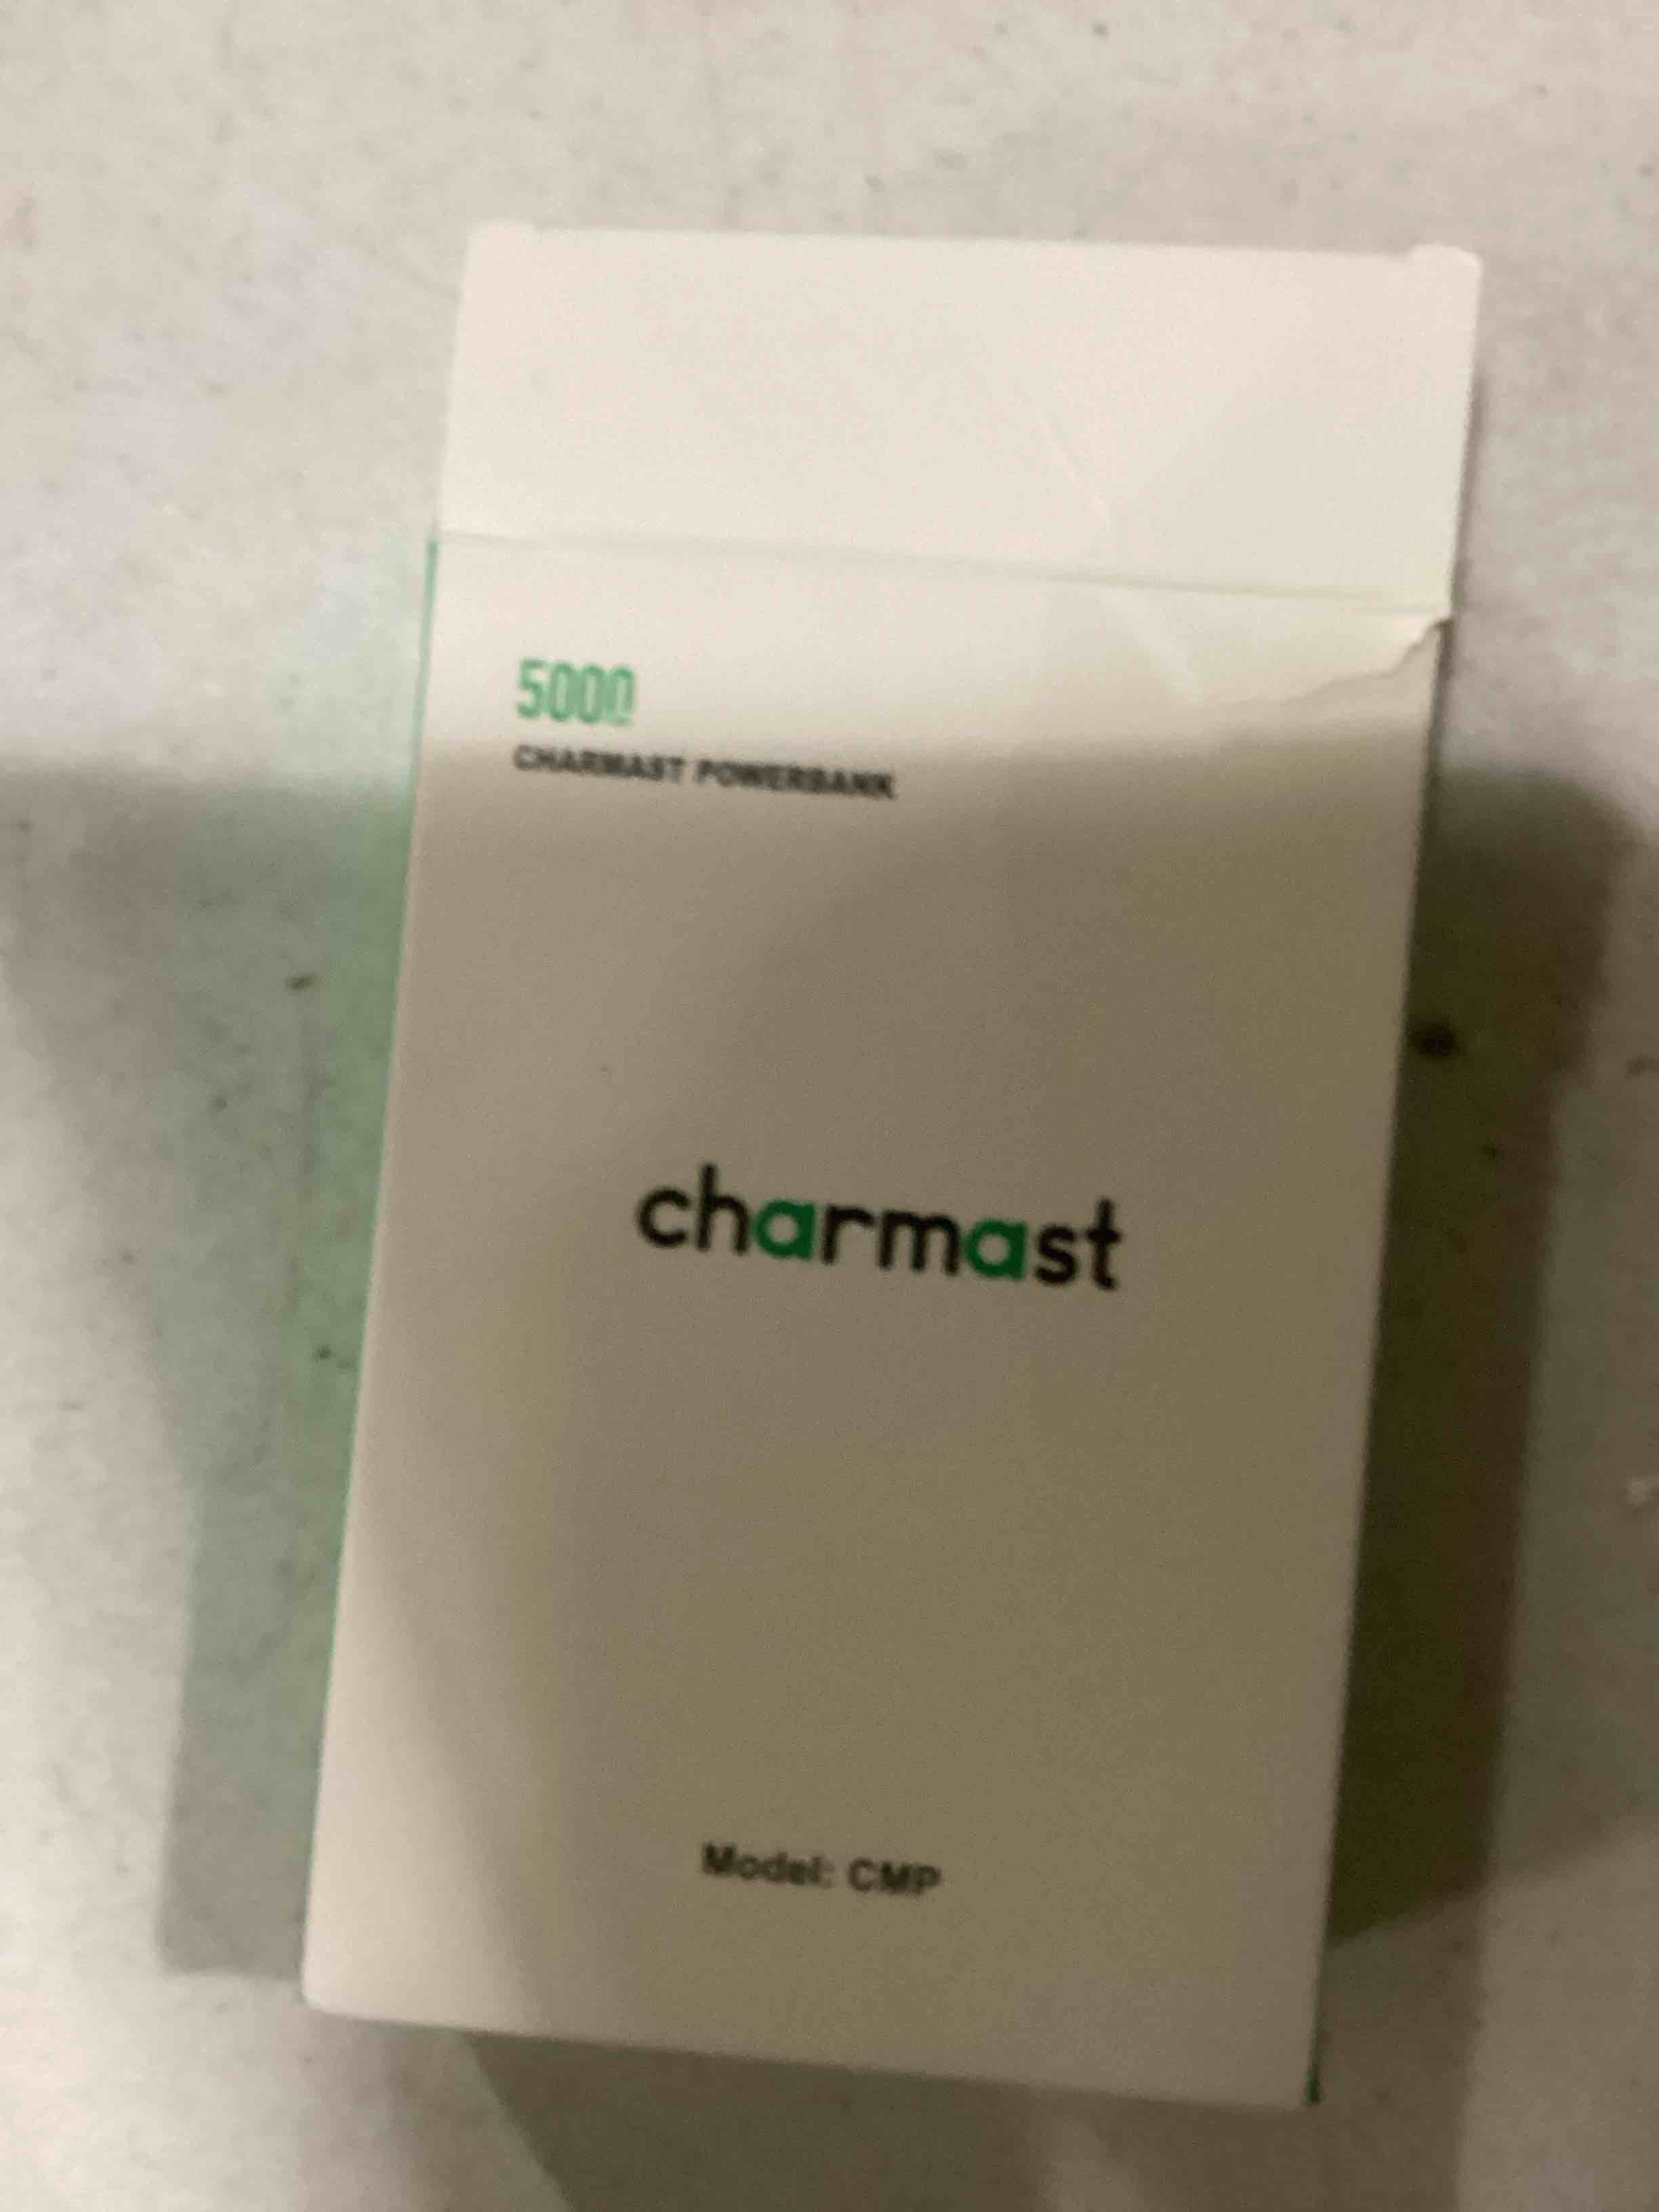 5000
CHARMAST POWERBANK
charmast
Model: CMP